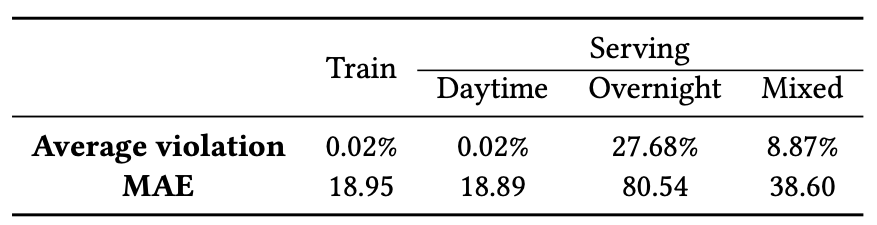 Serving
Train
Daytime Overnight Mixed
Average violation 0.02% 0.02% 27.68% 8.87%
MAE 18.95 18.89 80.54 38.60